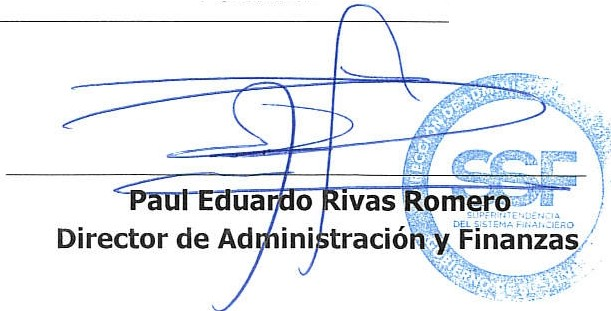 SSF
SUPERINTENDENCIA
DEL SISTEMA FINANCIERO
Paul Eduardo Rivas Romero
Director de Administración y Finanzas